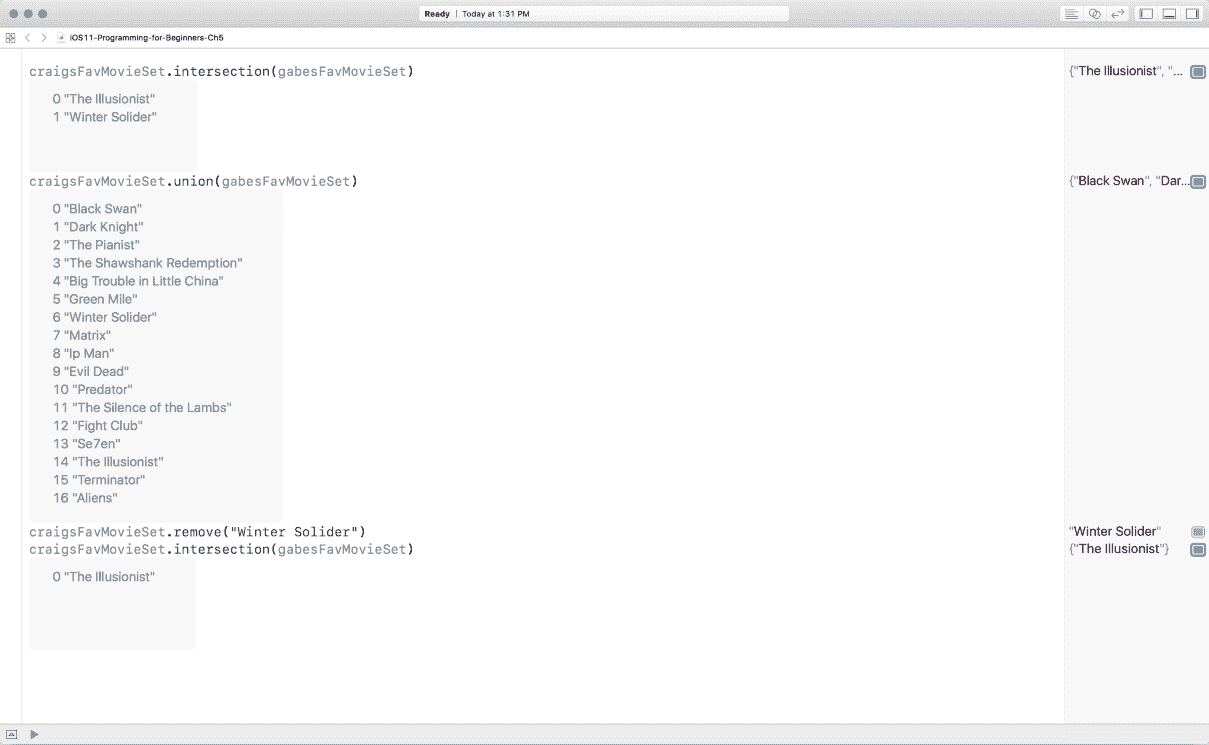 Ready | Today at 1:31 PM
iOS11-Programming-for-Beginners-Ch5
craigsFavMovieSet.intersection(gabesFavMovieSet)
{"The Illusionist", "...
0 "The Illusionist"
1 "Winter Solider"
craigsFavMovieSet.union(gabesFavMovieSet)
{"Black Swan", "Dar...
0 "Black Swan"
1 "Dark Knight"
2 "The Pianist"
3 "The Shawshank Redemption"
4 "Big Trouble in Little China"
5 "Green Mile"
6 "Winter Solider"
7 "Matrix"
8 "Ip Man"
9 "Evil Dead"
10 "Predator"
11 "The Silence of the Lambs"
12 "Fight Club"
13 "Se7en"
14 "The Illusionist"
15 "Terminator"
16 "Aliens"
craigsFavMovieSet.remove("Winter Solider")
"Winter Solider"
craigsFavMovieSet.intersection(gabesFavMovieSet)
{"The Illusionist"}
0 "The Illusionist"